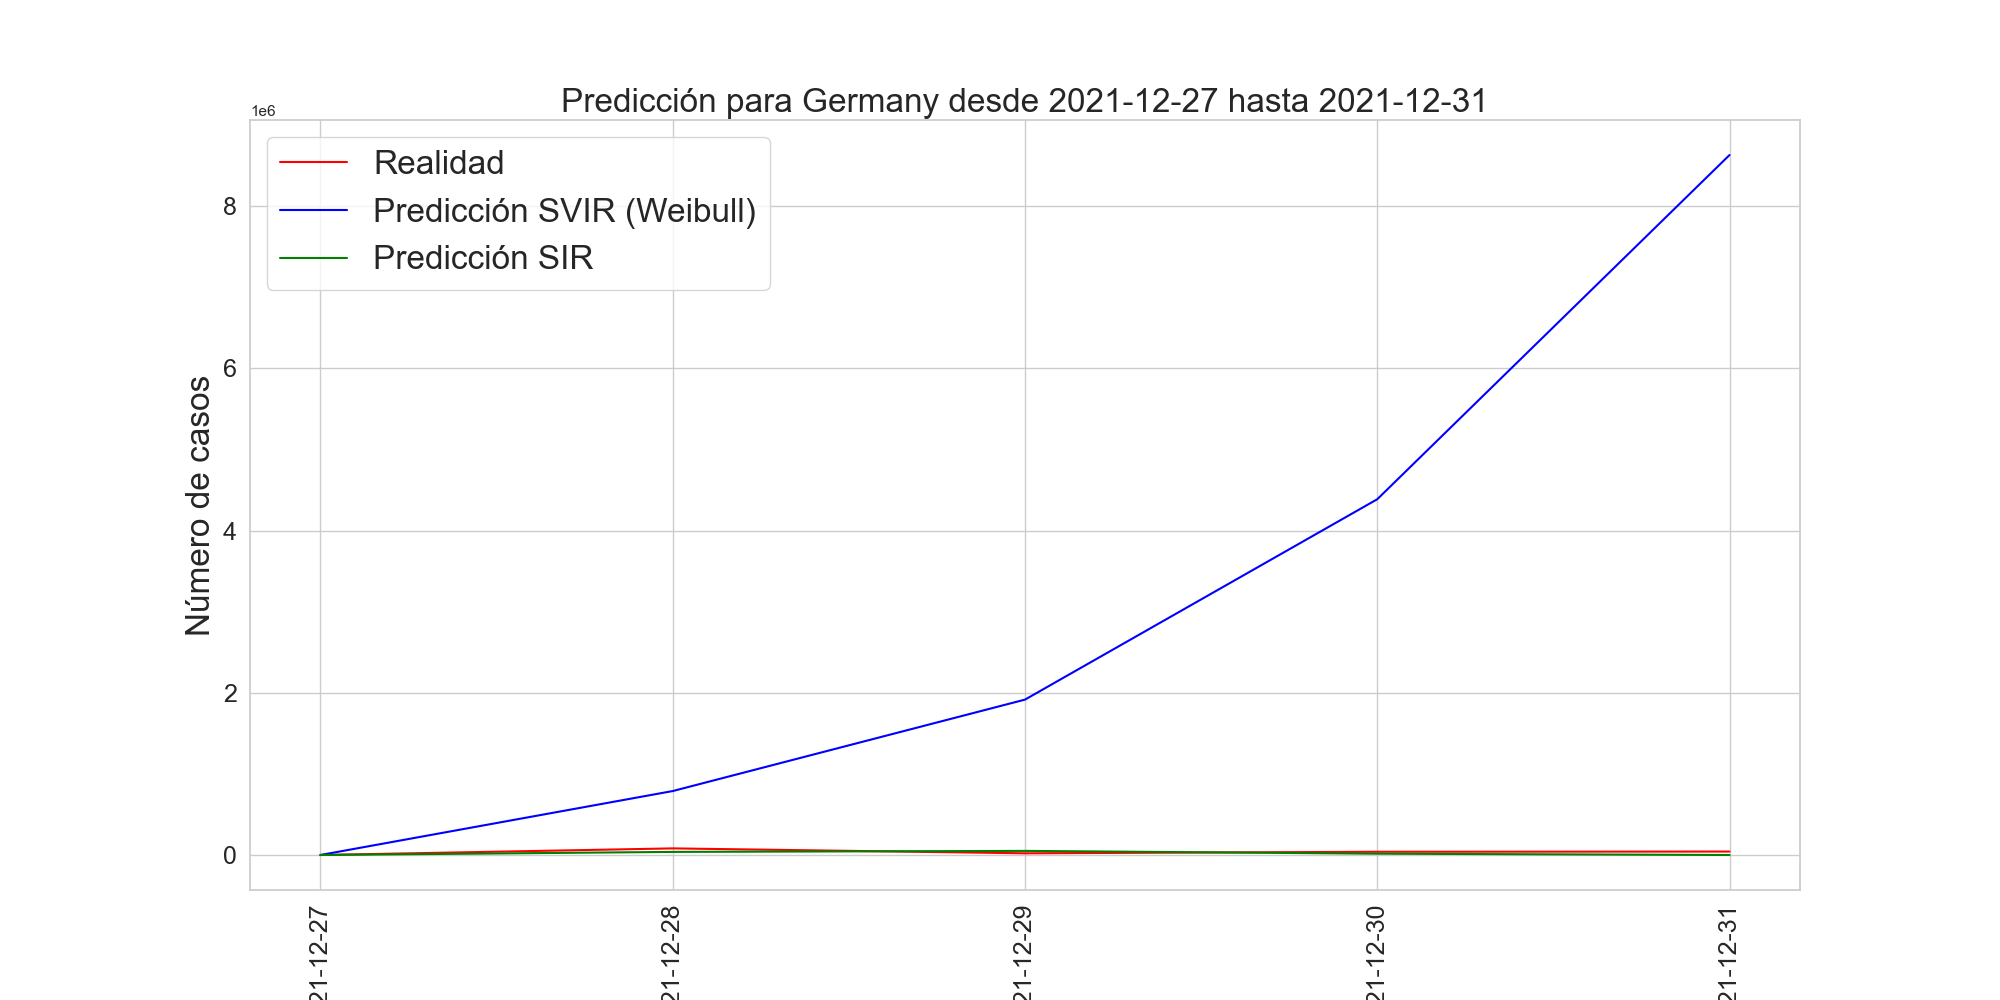 Predicción para Germany desde 2021-12-27 hasta 2021-12-31
1e6
Realidad
Predicción SVIR (Weibull)
Predicción SIR
Número de casos
8
6
4
2
0
21-12-27
21-12-28
21-12-29
21-12-30
21-12-31